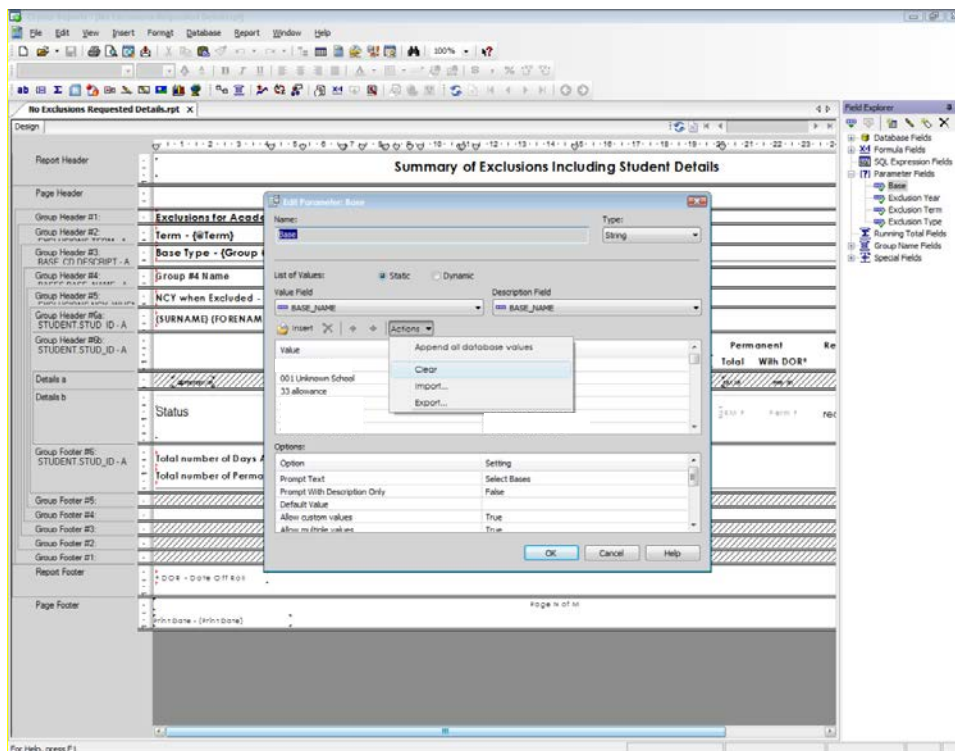 File Edit View Insert Format Database Report Window Help
100%
No Exclusions Requested Details.rpt X
Design
Field Explorer
Database Fields
Formula Fields
SQL Expression Fields
Parameter Fields
Base
Exclusion Year
Exclusion Term
Exclusion Type
Running Total Fields
Group Name Fields
Special Fields
Report Header
Summary of Exclusions Including Student Details
Page Header
Group Header #1:
Exclusions for Acade
Group Header #2:
Term - {@Term}
Group Header #3:
BASE_CD.DESCRIPT - A
Base Type - {Group
Group Header #4:
Group #4 Name
Group Header #5:
NCY when Excluded -
Group Header #6a:
STUDENT.STUD_ID - A
{SURNAME} {FORENAM
Group Header #6b:
STUDENT.STUD_ID - A
Permanent Re
Total With DOR*
Details a
Details b
Status
Group Footer #6:
STUDENT.STUD_ID - A
Total number of Days A
Total number of Perma
Group Footer #5:
Group Footer #4:
Group Footer #3:
Group Footer #2:
Group Footer #1:
Report Footer
* DOR - Date Off Roll
Page Footer
Page N of M
Print Date - {Print Date}
Edit Parameter: Base
Name: Type:
Base String
List of Values: Static Dynamic
Value Field Description Field
BASE_NAME BASE_NAME
Insert Actions
Append all database values
Clear
Import...
Export...
Value
001 Unknown School
33 allowance
Options:
Option Setting
Prompt Text Select Bases
Prompt With Description Only False
Default Value
Allow custom values True
Allow multiple values True
OK Cancel Help
For Help, press F1